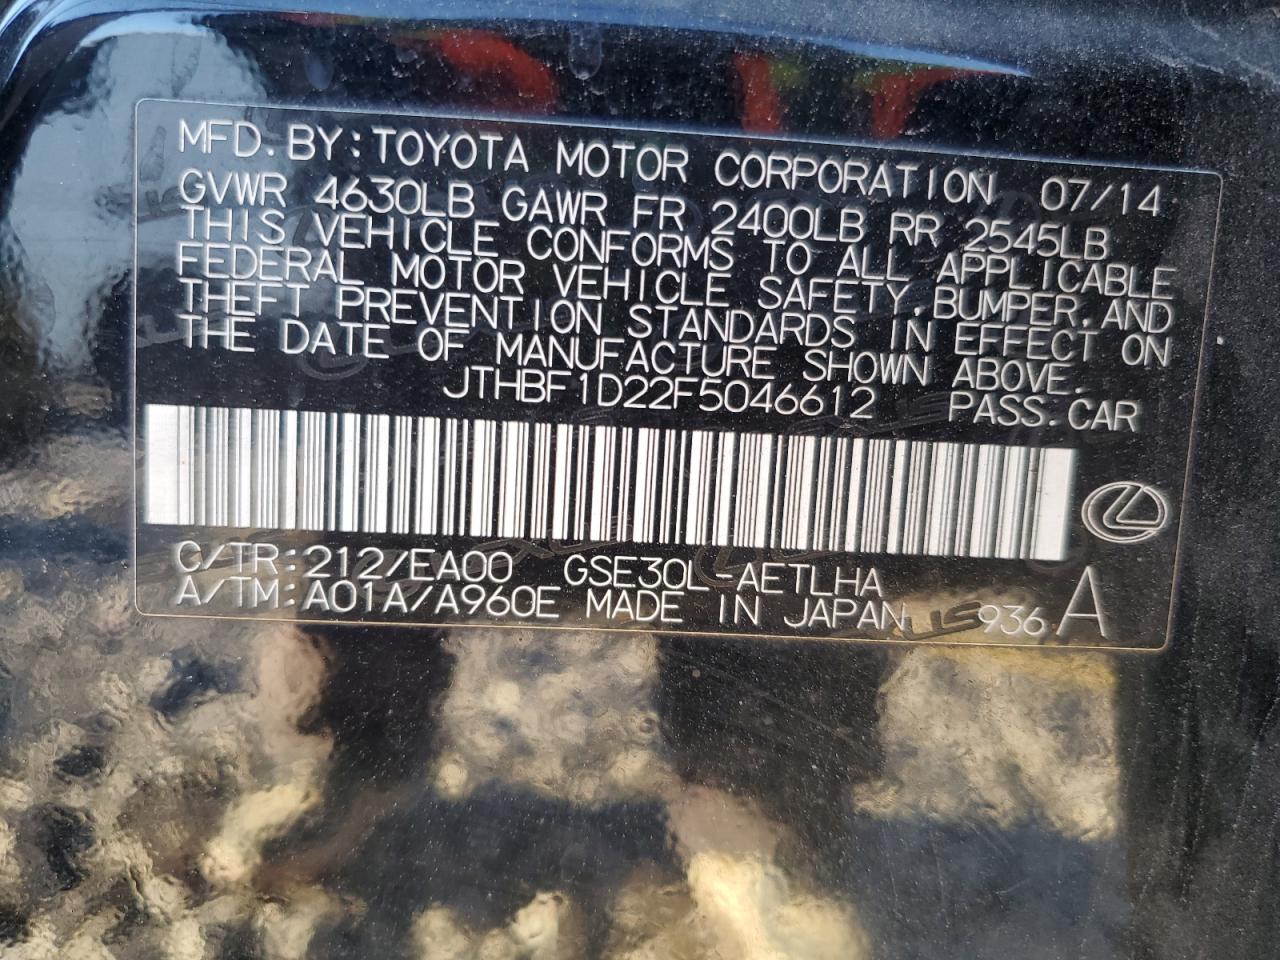 MFD. BY: TOYOTA MOTOR CORPORATION 07/14
GVWR 4630LB GAWR FR 2400LB RR 2545LB
THIS VEHICLE CONFORMS TO ALL APPLICABLE
FEDERAL MOTOR VEHICLE SAFETY, BUMPER, AND
THEFT PREVENTION STANDARDS IN EFFECT ON
THE DATE OF MANUFACTURE SHOWN ABOVE.
JTHBF1D22F5046612 PASS. CAR
C/TR: 212/EA00 GSE30L-AETLHA
A/TM: A01A/A960E MADE IN JAPAN 936 A